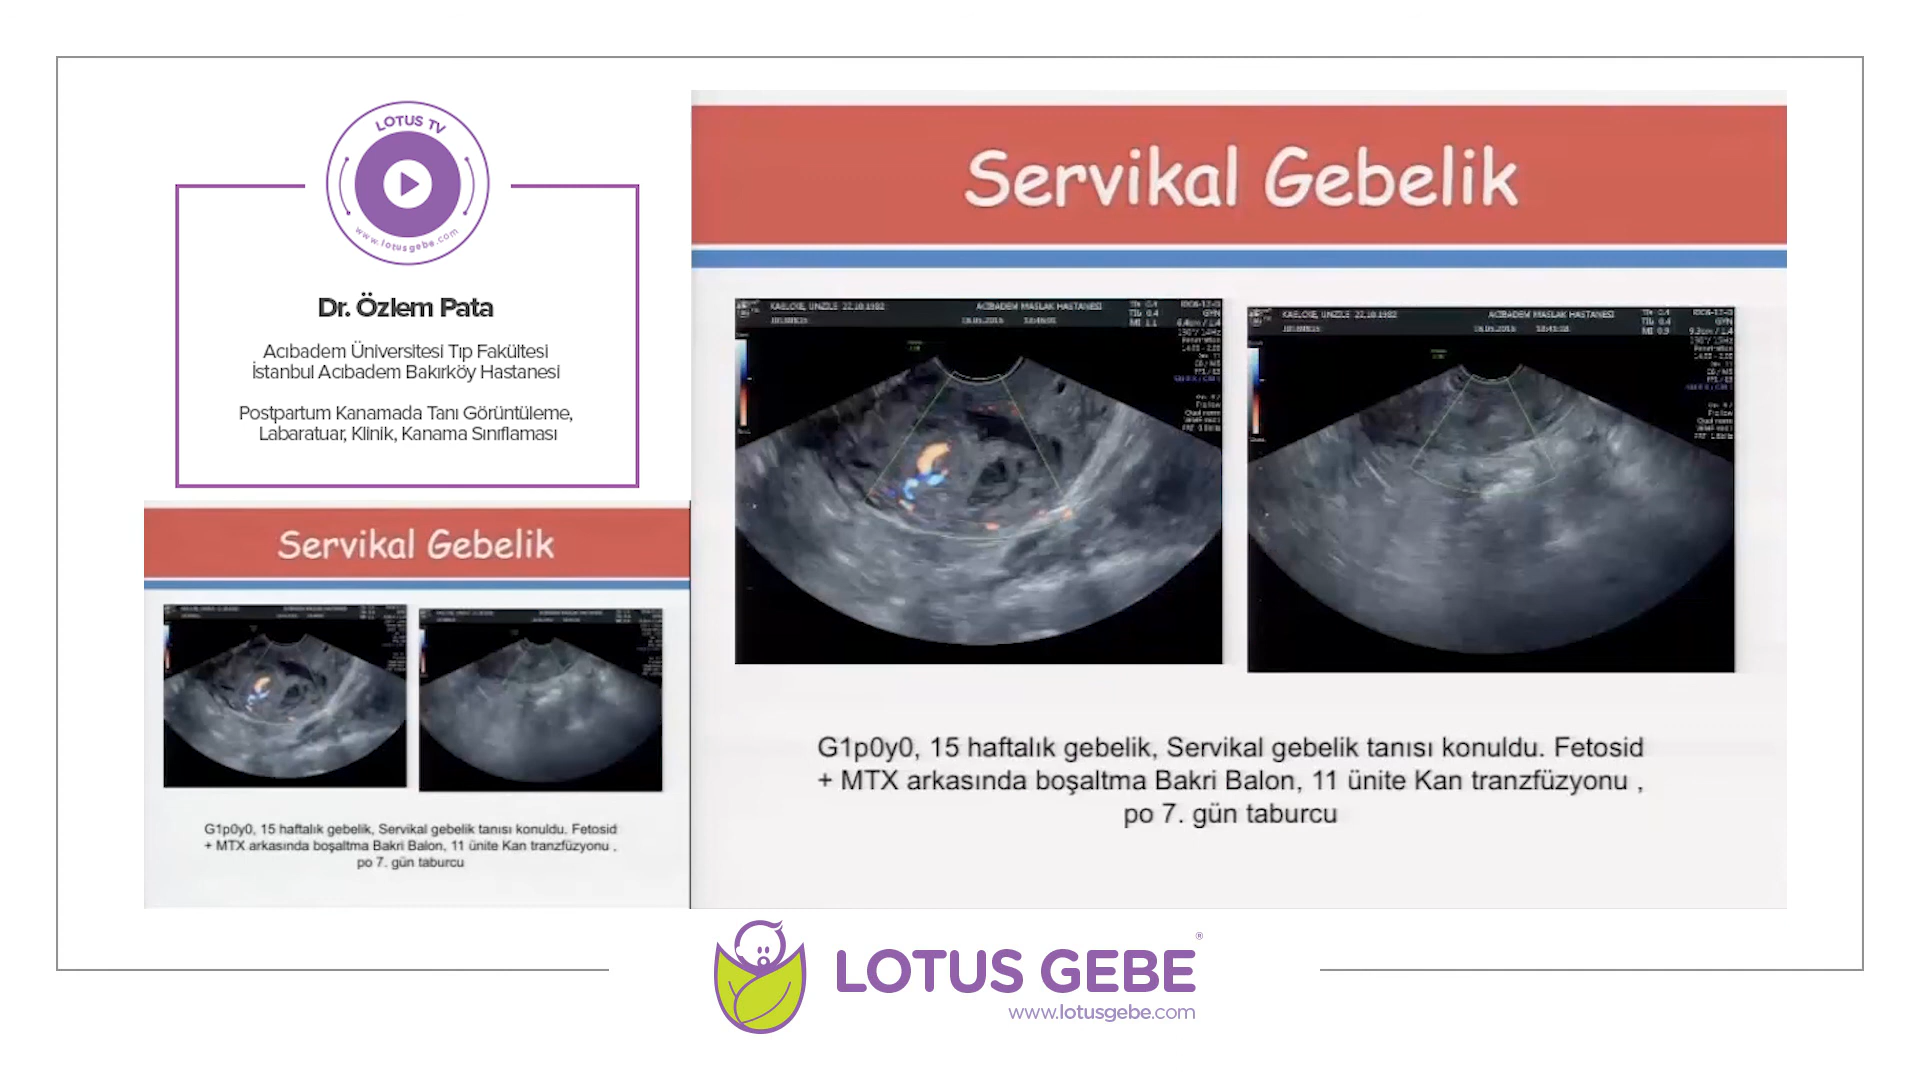 LOTUS TV
www.lotusgebe.com
Dr. Özlem Pata
Acıbadem Üniversitesi Tıp Fakültesi
İstanbul Acıbadem Bakırköy Hastanesi
Postpartum Kanamada Tanı Görüntüleme,
Labaratuar, Klinik, Kanama Sınıflaması
Servikal Gebelik
G1p0y0, 15 haftalık gebelik, Servikal gebelik tanısı konuldu. Fetosid
+ MTX arkasında boşaltma Bakri Balon, 11 ünite Kan tranzfüzyonu ,
po 7. gün taburcu
Servikal Gebelik
ACIBADEM MASLAK HASTANESI
GYN
ACIBADEM MASLAK HASTANESI
GYN
G1p0y0, 15 haftalık gebelik, Servikal gebelik tanısı konuldu. Fetosid
+ MTX arkasında boşaltma Bakri Balon, 11 ünite Kan tranzfüzyonu ,
po 7. gün taburcu
LOTUS GEBE®
www.lotusgebe.com